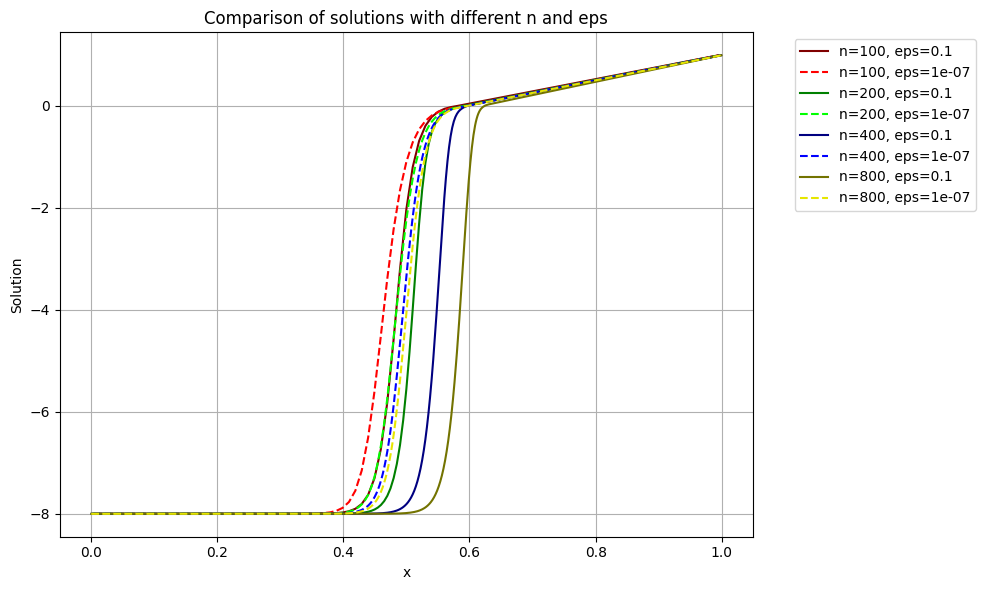 Comparison of solutions with different n and eps
n=100, eps=0.1
n=100, eps=1e-07
n=200, eps=0.1
n=200, eps=1e-07
n=400, eps=0.1
n=400, eps=1e-07
n=800, eps=0.1
n=800, eps=1e-07
Solution
0
−2
−4
−6
−8
0.0
0.2
0.4
0.6
0.8
1.0
x